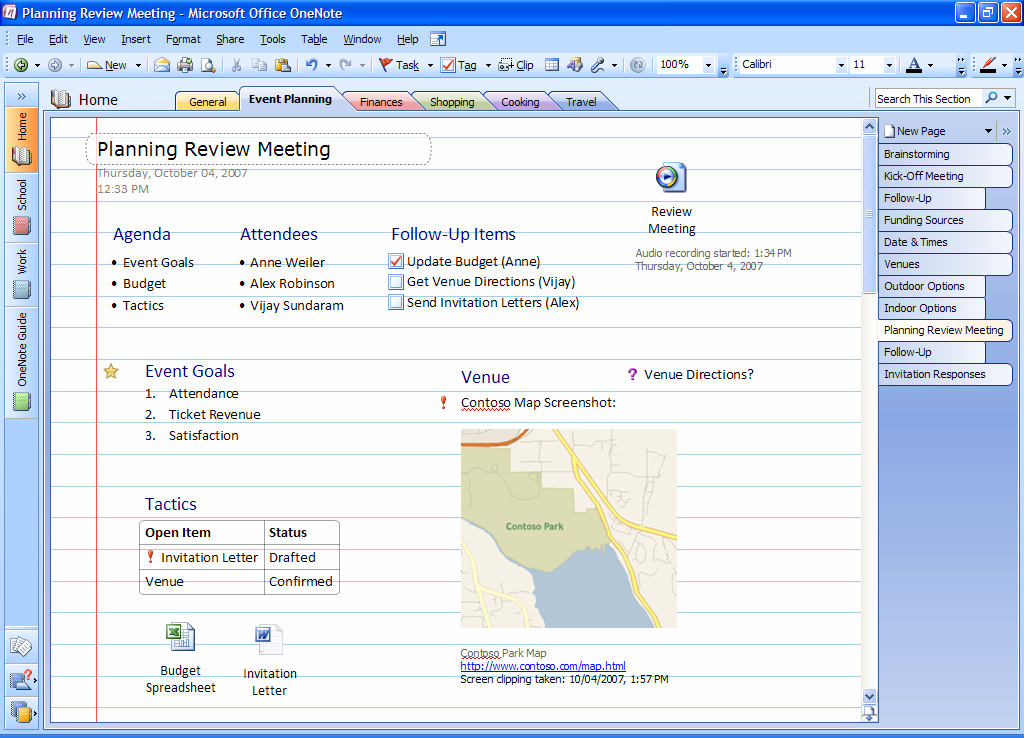 Planning Review Meeting - Microsoft Office OneNote
File Edit View Insert Format Share Tools Table Window Help
New Task Tag Clip 100% Calibri 11 A
Home General Event Planning Finances Shopping Cooking Travel Search This Section
Home
School
Work
OneNote Guide
Planning Review Meeting
Thursday, October 04, 2007
12:33 PM
Review
Meeting
Audio recording started: 1:34 PM
Thursday, October 4, 2007
Agenda
• Event Goals
• Budget
• Tactics
Attendees
• Anne Weiler
• Alex Robinson
• Vijay Sundaram
Follow-Up Items
Update Budget (Anne)
Get Venue Directions (Vijay)
Send Invitation Letters (Alex)
Event Goals
1. Attendance
2. Ticket Revenue
3. Satisfaction
Venue
? Venue Directions?
! Contoso Map Screenshot:
Contoso Park
Contoso Park Map
http://www.contoso.com/map.html
Screen clipping taken: 10/04/2007, 1:57 PM
Tactics
Open Item Status
! Invitation Letter Drafted
Venue Confirmed
Budget
Spreadsheet
Invitation
Letter
New Page
Brainstorming
Kick-Off Meeting
Follow-Up
Funding Sources
Date & Times
Venues
Outdoor Options
Indoor Options
Planning Review Meeting
Follow-Up
Invitation Responses